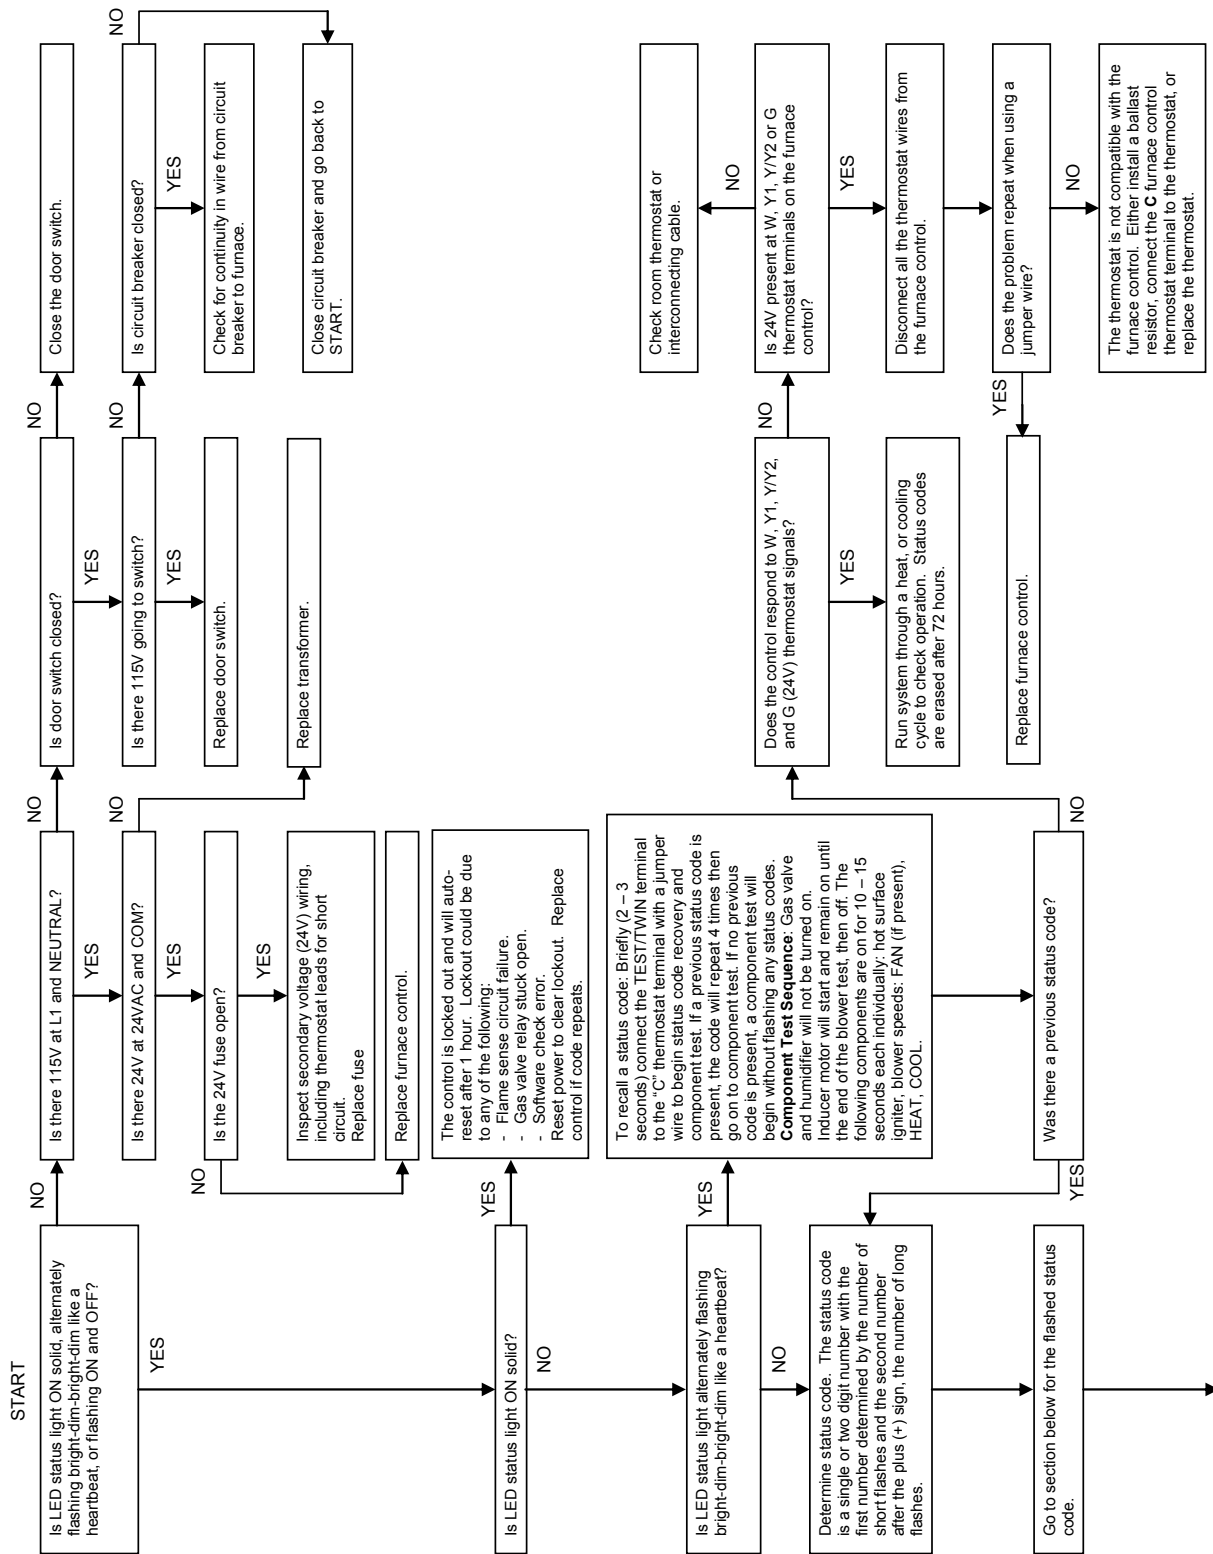 START
Is LED status light ON solid, alternately
flashing bright-dim-bright-dim like a
heartbeat, or flashing ON and OFF?
NO
YES
Is there 115V at L1 and NEUTRAL?
NO
YES
Is door switch closed?
NO
YES
Close the door switch.
Is there 24V at 24VAC and COM?
NO
YES
Is there 115V going to switch?
NO
YES
Is circuit breaker closed?
NO
YES
Is the 24V fuse open?
NO
YES
Replace door switch.
Check for continuity in wire from circuit
breaker to furnace.
Inspect secondary voltage (24V) wiring,
including thermostat leads for short
circuit.
Replace fuse
Replace transformer.
Close circuit breaker and go back to
START.
Replace furnace control.
Is LED status light ON solid?
YES
NO
The control is locked out and will auto-
reset after 1 hour. Lockout could be due
to any of the following:
- Flame sense circuit failure.
- Gas valve relay stuck open.
- Software check error.
Reset power to clear lockout. Replace
control if code repeats.
Is LED status light alternately flashing
bright-dim-bright-dim like a heartbeat?
YES
NO
To recall a status code: Briefly (2 – 3
seconds) connect the TEST/TWIN terminal
to the “C” thermostat terminal with a jumper
wire to begin status code recovery and
component test. If a previous status code is
present, the code will repeat 4 times then
go on to component test. If no previous
code is present, a component test will
begin without flashing any status codes.
Component Test Sequence: Gas valve
and humidifier will not be turned on.
Inducer motor will start and remain on until
the end of the blower test, then off. The
following components are on for 10 – 15
seconds each individually: hot surface
igniter, blower speeds: FAN (if present),
HEAT, COOL.
Determine status code. The status code
is a single or two digit number with the
first number determined by the number of
short flashes and the second number
after the plus (+) sign, the number of long
flashes.
Was there a previous status code?
YES
NO
Go to section below for the flashed status
code.
Does the control respond to W, Y1, Y/Y2,
and G (24V) thermostat signals?
NO
YES
Run system through a heat, or cooling
cycle to check operation. Status codes
are erased after 72 hours.
Check room thermostat or
interconnecting cable.
NO
Is 24V present at W, Y1, Y/Y2 or G
thermostat terminals on the furnace
control?
YES
Disconnect all the thermostat wires from
the furnace control.
Does the problem repeat when using a
jumper wire?
YES
NO
Replace furnace control.
The thermostat is not compatible with the
furnace control. Either install a ballast
resistor, connect the C furnace control
thermostat terminal to the thermostat, or
replace the thermostat.